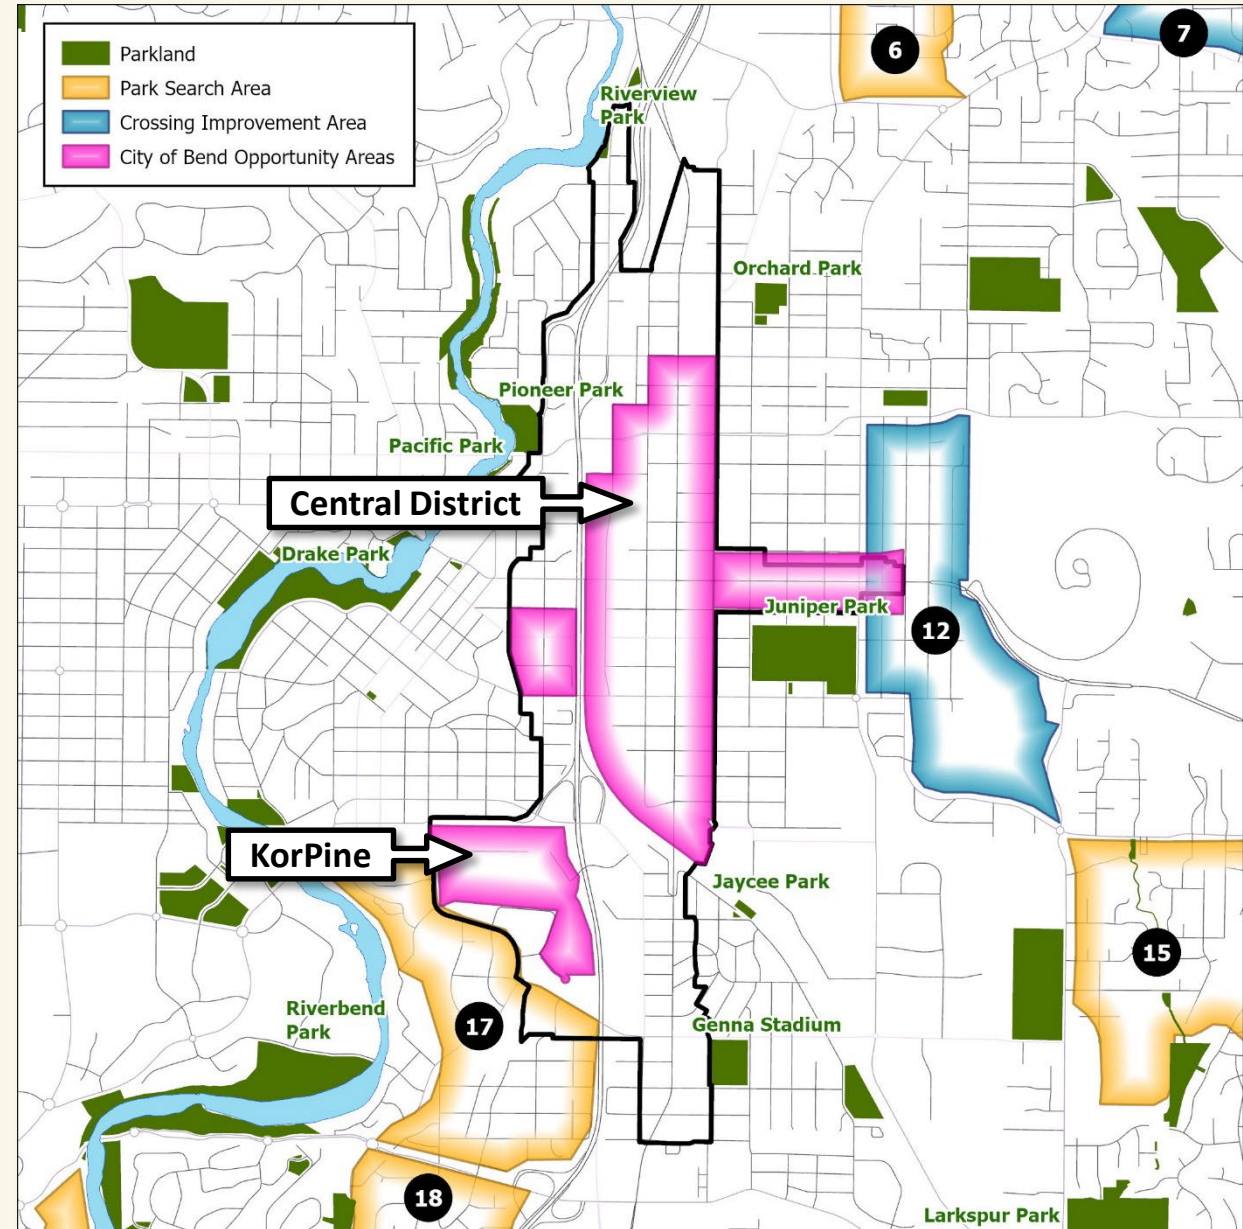 Parkland
Park Search Area
Crossing Improvement Area
City of Bend Opportunity Areas
6
7
Riverview
Park
Orchard Park
Pioneer Park
Pacific Park
Central District
Drake Park
Juniper Park
12
KorPine
Jaycee Park
15
Riverbend
Park
17
Genna Stadium
18
Larkspur Park